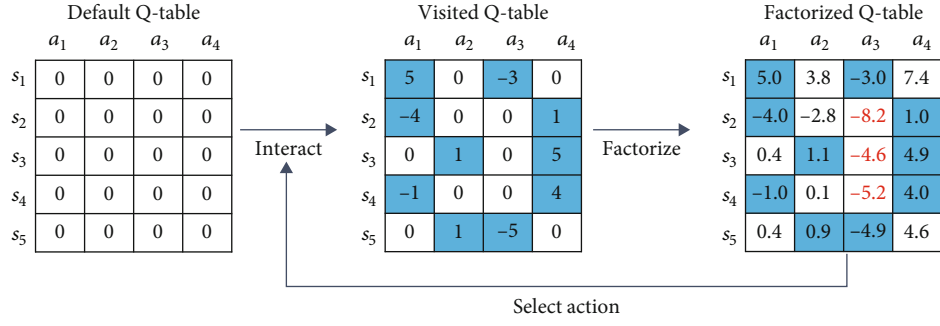 Default Q-table
Visited Q-table
Factorized Q-table
a1 a2 a3 a4
a1 a2 a3 a4
a1 a2 a3 a4
s1 0 0 0 0
s2 0 0 0 0
s3 0 0 0 0
s4 0 0 0 0
s5 0 0 0 0
Interact
s1 5 0 –3 0
s2 –4 0 0 1
s3 0 1 0 5
s4 –1 0 0 4
s5 0 1 –5 0
Factorize
s1 5.0 3.8 –3.0 7.4
s2 –4.0 –2.8 –8.2 1.0
s3 0.4 1.1 –4.6 4.9
s4 –1.0 0.1 –5.2 4.0
s5 0.4 0.9 –4.9 4.6
Select action